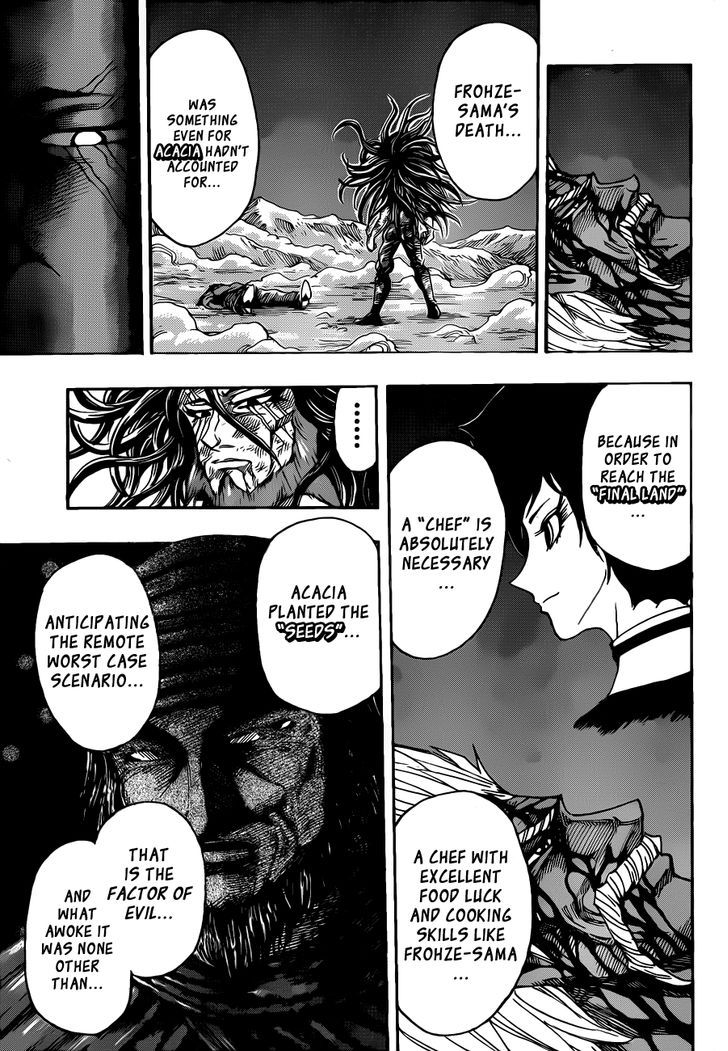 FROHZE-
SAMA'S
DEATH...
WAS
SOMETHING
EVEN FOR
ACACIA HADN'T
ACCOUNTED
FOR...
BECAUSE IN
ORDER TO
REACH THE
"FINAL LAND"
...
A "CHEF" IS
ABSOLUTELY
NECESSARY
...
......
A CHEF WITH
EXCELLENT
FOOD LUCK
AND COOKING
SKILLS LIKE
FROHZE-SAMA
...
ACACIA
PLANTED THE
"SEEDS"...
ANTICIPATING
THE REMOTE
WORST CASE
SCENARIO...
THAT
IS THE
FACTOR OF
EVIL...
AND
WHAT
AWOKE IT
WAS NONE
OTHER
THAN...